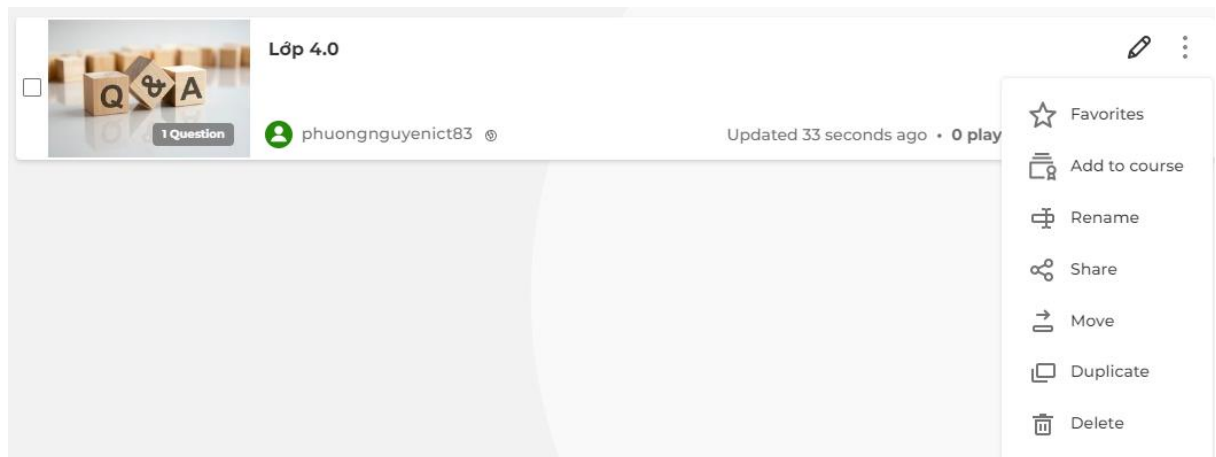 Lớp 4.0
Q & A
1 Question
phuongnguyenict83
Updated 33 seconds ago • 0 play
Favorites
Add to course
Rename
Share
Move
Duplicate
Delete